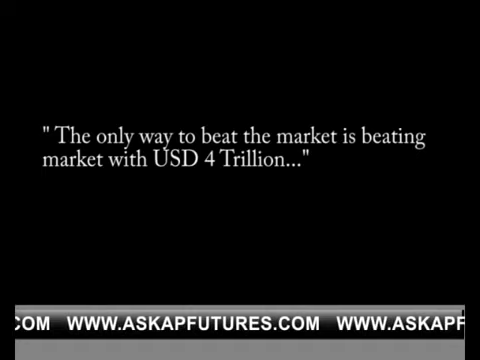 " The only way to beat the market is beating
market with USD 4 Trillion..."
.COM WWW.ASKAPFUTURES.COM WWW.ASKAPF